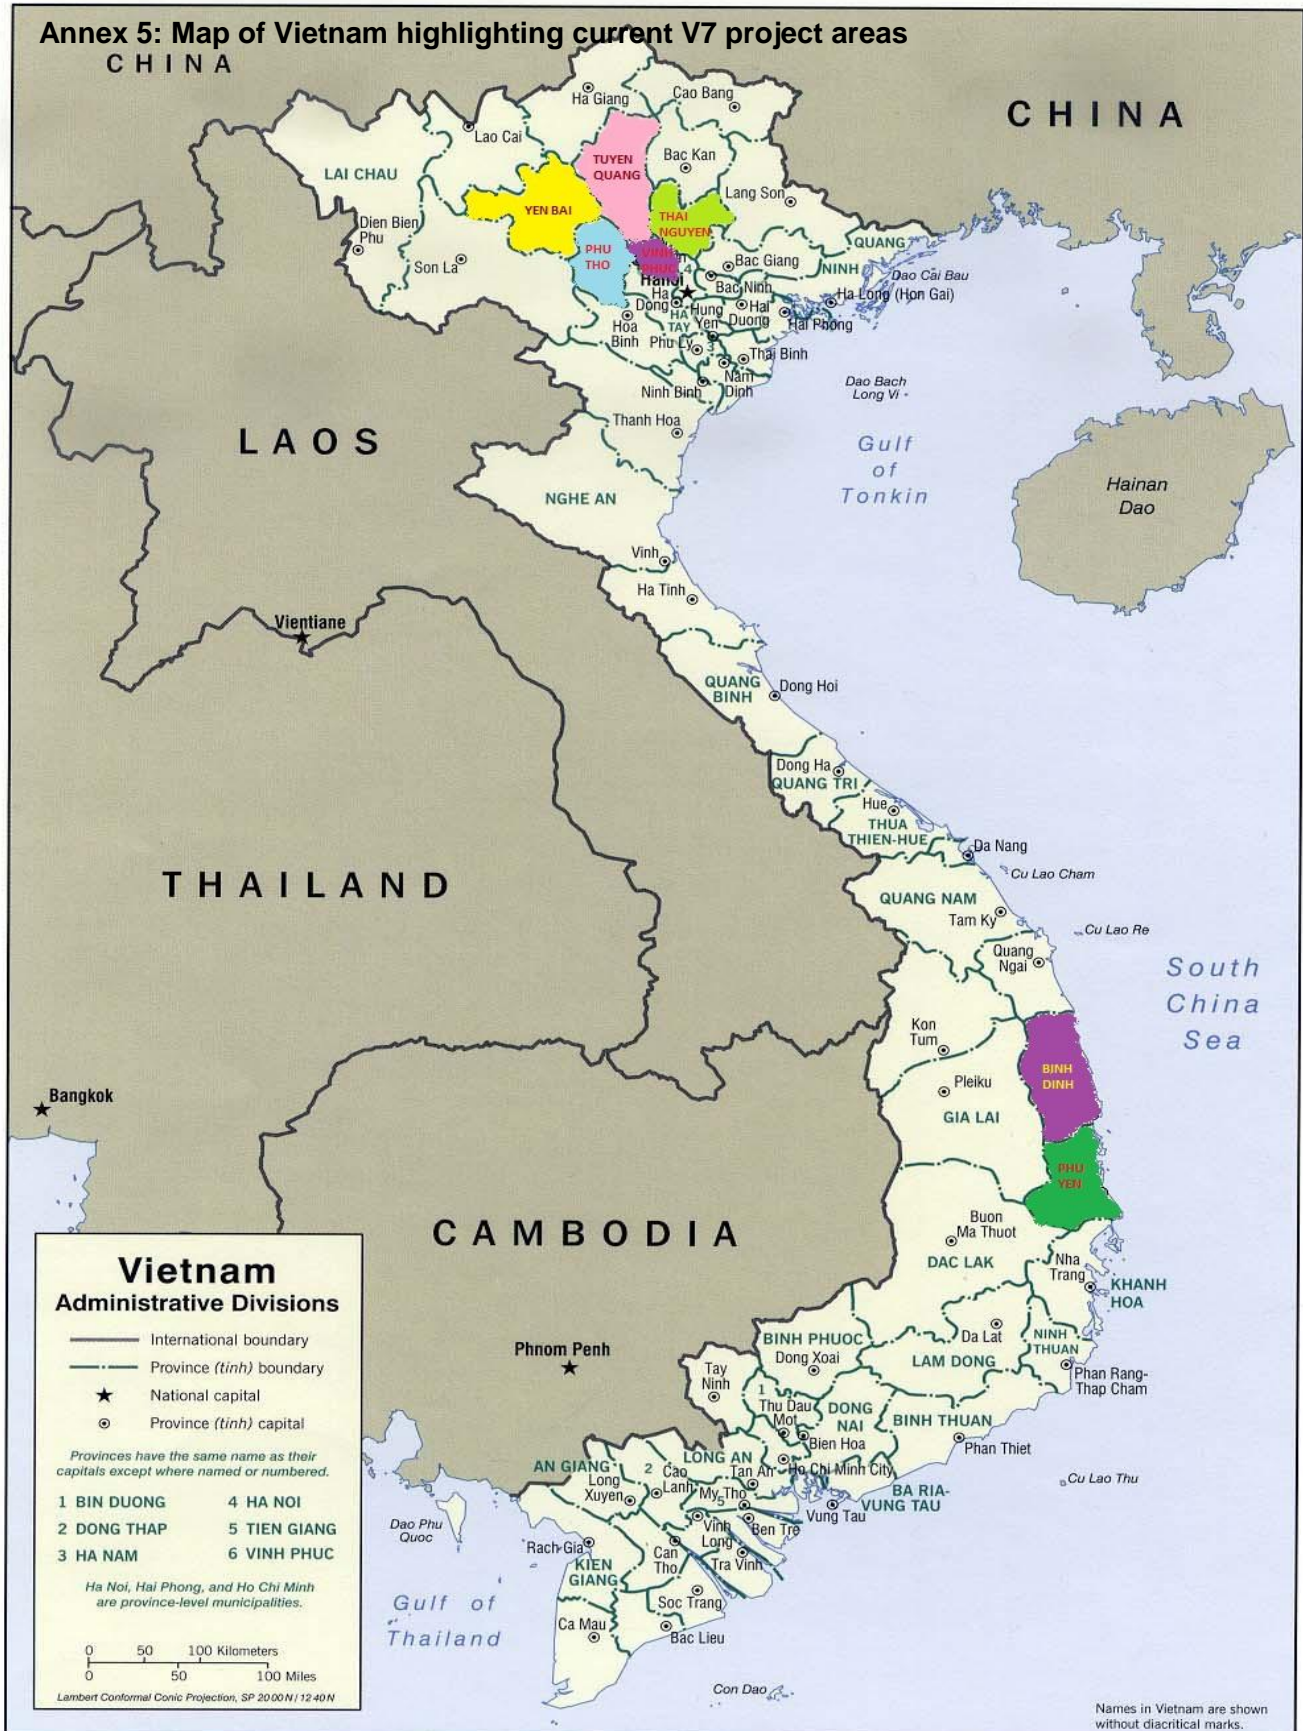 Annex 5: Map of Vietnam highlighting current V7 project areas
CHINA
CHINA
Ha Giang
Cao Bang
Lao Cai
LAI CHAU
TUYEN
QUANG
Bac Kan
Lang Son
YEN BAI
THAI
NGUYEN
Dien Bien
Phu
Son La
PHU
THO
VINH
PHUC
4
QUANG
NINH
Bac Giang
Dao Cai Bau
Hanoi
Bac Ninh
Ha Long (Hon Gai)
Ha
Dong
HA
TAY
Hung
Yen
Hai
Duong
Hai Phong
Hoa
Binh
Phu Ly
3
Thai Binh
Nam
Dinh
Ninh Binh
Dao Bach
Long Vi
Thanh Hoa
LAOS
Gulf
of
Tonkin
Hainan
Dao
NGHE AN
Vinh
Ha Tinh
Vientiane
QUANG
BINH
Dong Hoi
Dong Ha
QUANG TRI
Hue
THUA
THIEN-HUE
Da Nang
Cu Lao Cham
THAILAND
QUANG NAM
Tam Ky
Cu Lao Re
Quang
Ngai
South
China
Sea
Kon
Tum
BINH
DINH
Pleiku
GIA LAI
Bangkok
PHU
YEN
CAMBODIA
Buon
Ma Thuot
DAC LAK
Nha
Trang
KHANH
HOA
Phnom Penh
BINH PHUOC
Dong Xoai
Da Lat
LAM DONG
NINH
THUAN
Phan Rang-
Thap Cham
Tay
Ninh
1
Thu Dau
Mot
DONG
NAI
BINH THUAN
Bien Hoa
Phan Thiet
AN GIANG
Long
Xuyen
2
Cao
Lanh
LONG AN
Tan An
Ho Chi Minh City
My Tho
5
BA RIA-
VUNG TAU
Vung Tau
Cu Lao Thu
Dao Phu
Quoc
Rach Gia
Vinh
Long
Ben Tre
KIEN
GIANG
Can
Tho
Tra Vinh
Gulf of
Thailand
Soc Trang
Ca Mau
Bac Lieu
Con Dao
Vietnam
Administrative Divisions
International boundary
Province (tinh) boundary
National capital
Province (tinh) capital
Provinces have the same name as their
capitals except where named or numbered.
1 BIN DUONG
2 DONG THAP
3 HA NAM
4 HA NOI
5 TIEN GIANG
6 VINH PHUC
Ha Noi, Hai Phong, and Ho Chi Minh
are province-level municipalities.
0 50 100 Kilometers
0 50 100 Miles
Lambert Conformal Conic Projection, SP 20 00 N / 12 40 N
Names in Vietnam are shown
without diacritical marks.